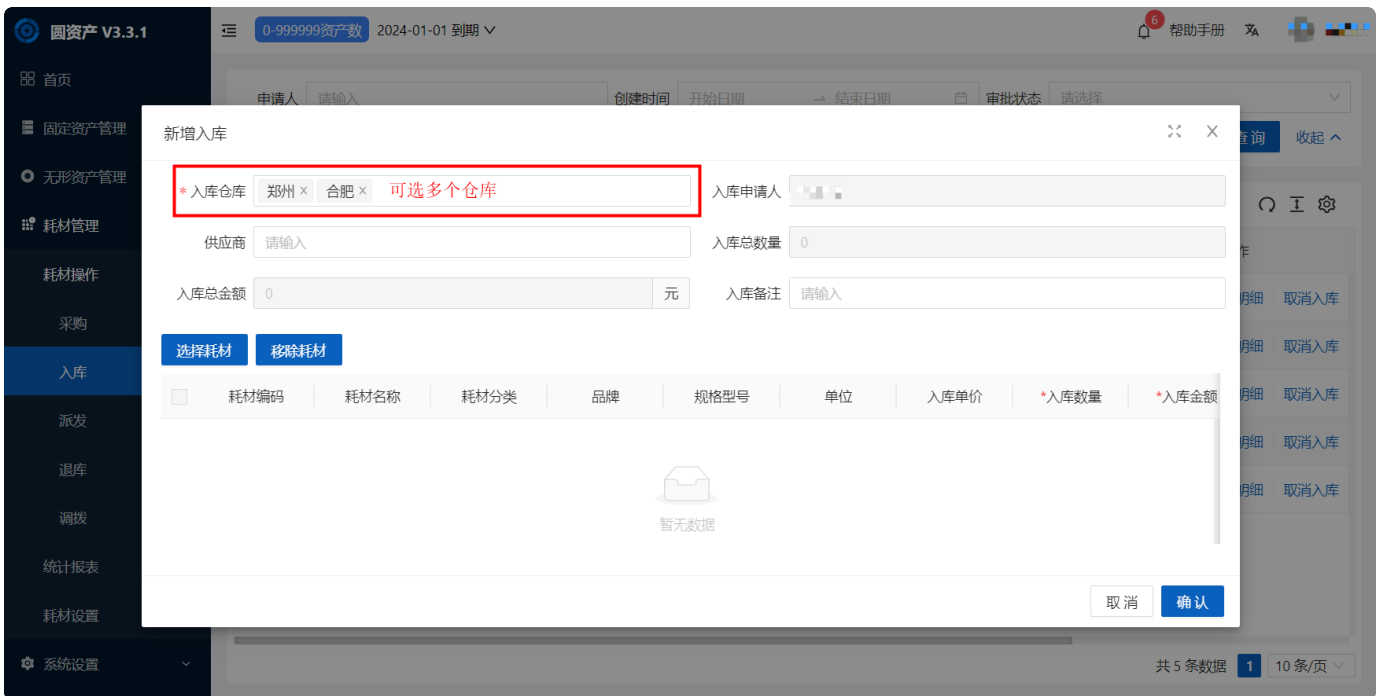 圆资产 V3.3.1
0-999999资产数 2024-01-01 到期
6 帮助手册
首页
申请人 请输入 创建时间 开始日期 → 结束日期 审批状态 请选择
固定资产管理
新增入库
查询 收起
无形资产管理
* 入库仓库 郑州 × 合肥 × 可选多个仓库 入库申请人
耗材管理
供应商 请输入 入库总数量 0
耗材操作
入库总金额 0 元 入库备注 请输入
明细 取消入库
采购
选择耗材 移除耗材
明细 取消入库
入库
耗材编码 耗材名称 耗材分类 品牌 规格型号 单位 入库单价 *入库数量 *入库金额
明细 取消入库
派发
明细 取消入库
退库
明细 取消入库
调拨
暂无数据
统计报表
取 消 确 认
耗材设置
系统设置
共 5 条数据 1 10 条/页